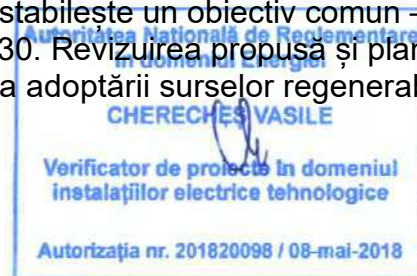 stabilește un obiectiv comun –
Autoritatea Națională de Reglementare
30. Revizuirea propusă și plan
în domeniul Energiei
a adoptării surselor regeneral
CHERECHEȘ VASILE
Verificator de proiecte în domeniul
instalațiilor electrice tehnologice
Autorizația nr. 201820098 / 08-mai-2018